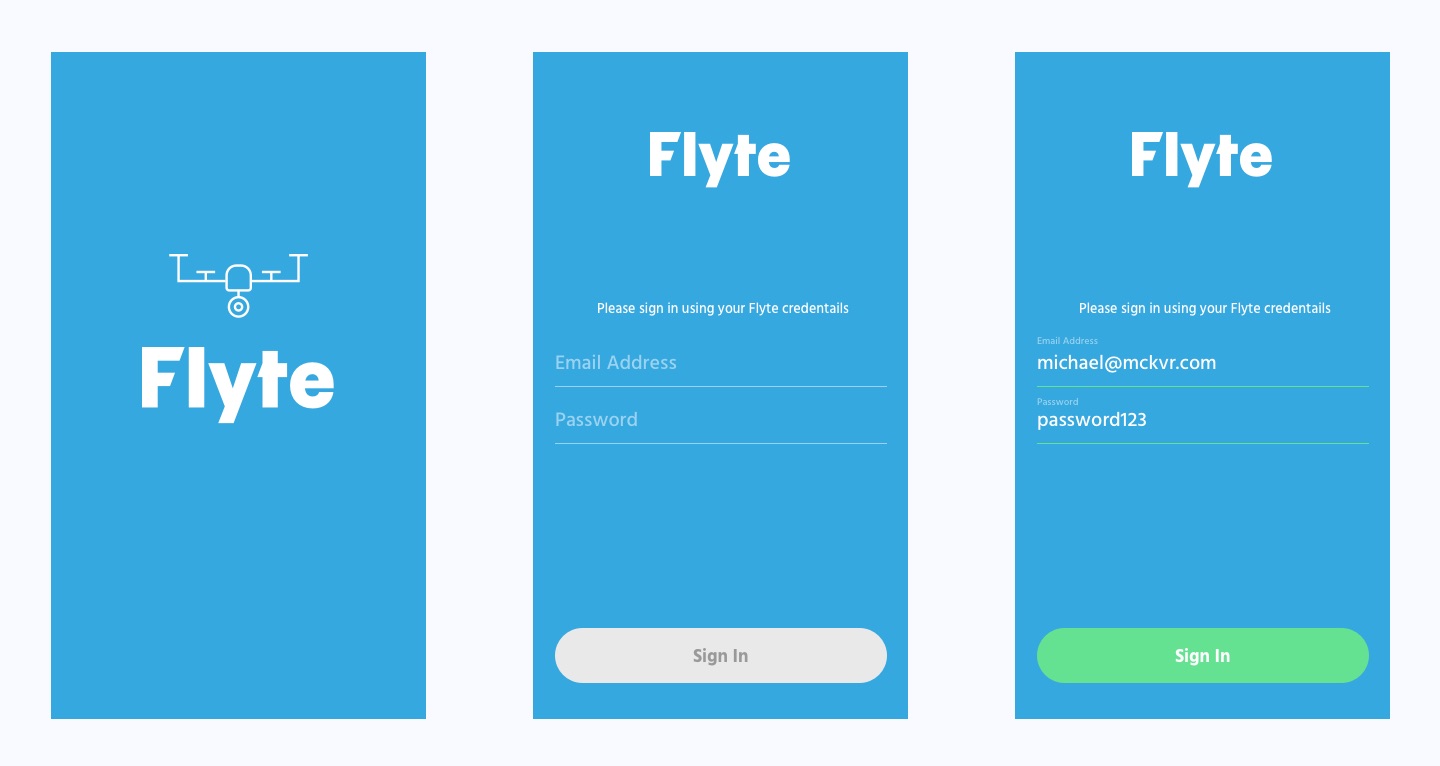 Flyte
Flyte
Please sign in using your Flyte credentails
Email Address
Password
Sign In
Flyte
Please sign in using your Flyte credentails
Email Address
michael@mckvr.com
Password
password123
Sign In